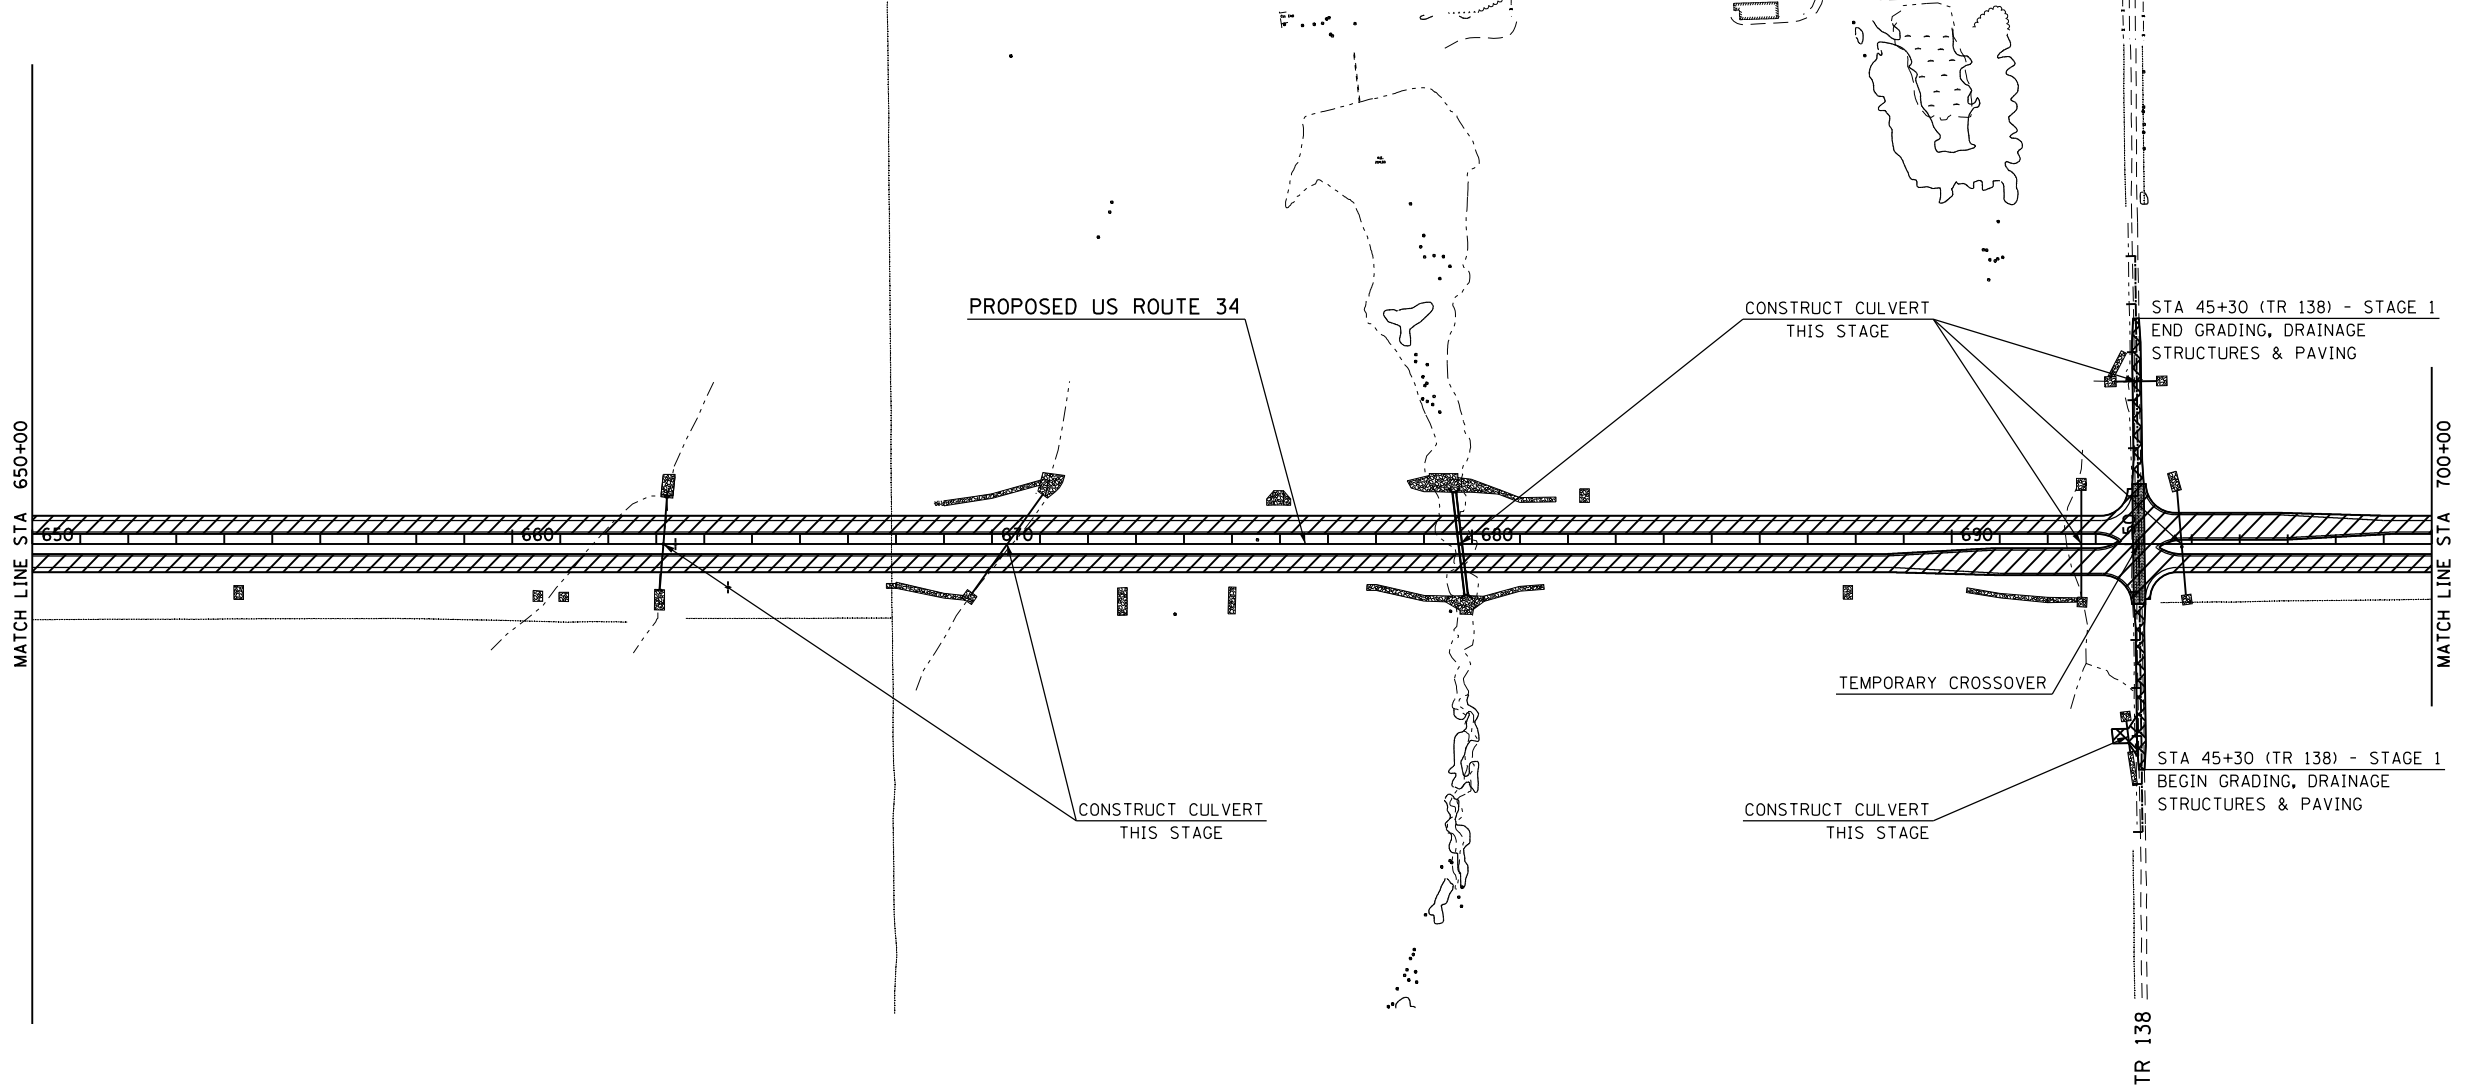 PROPOSED US ROUTE 34
CONSTRUCT CULVERT
THIS STAGE
STA 45+30 (TR 138) - STAGE 1
END GRADING, DRAINAGE
STRUCTURES & PAVING
MATCH LINE STA 650+00
650
660
670
680
690
50
MATCH LINE STA 700+00
TEMPORARY CROSSOVER
STA 45+30 (TR 138) - STAGE 1
BEGIN GRADING, DRAINAGE
STRUCTURES & PAVING
CONSTRUCT CULVERT
THIS STAGE
CONSTRUCT CULVERT
THIS STAGE
TR 138